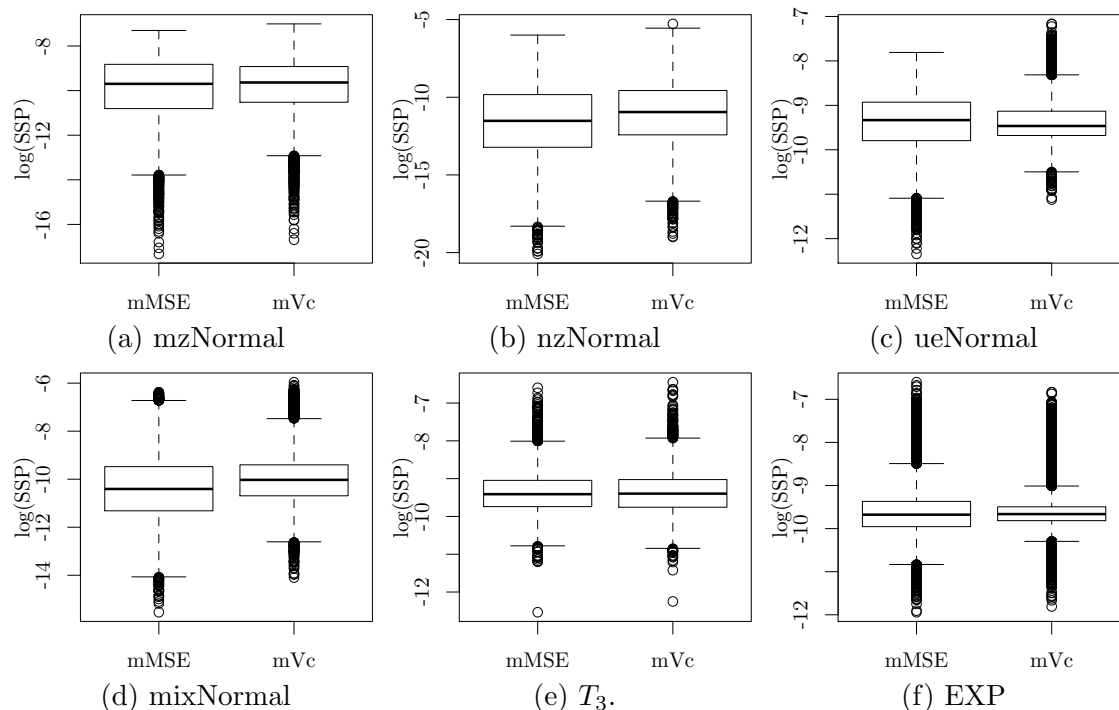 -8
-12
-16
log(SSP)
mMSE
mVc
(a) mzNormal
-5
-10
-15
-20
log(SSP)
mMSE
mVc
(b) nzNormal
-7
-8
-9
-10
-12
log(SSP)
mMSE
mVc
(c) ueNormal
-6
-8
-10
-12
-14
log(SSP)
mMSE
mVc
(d) mixNormal
-7
-8
-10
-12
log(SSP)
mMSE
mVc
(e) T₃.
-7
-8
-9
-10
-12
log(SSP)
mMSE
mVc
(f) EXP